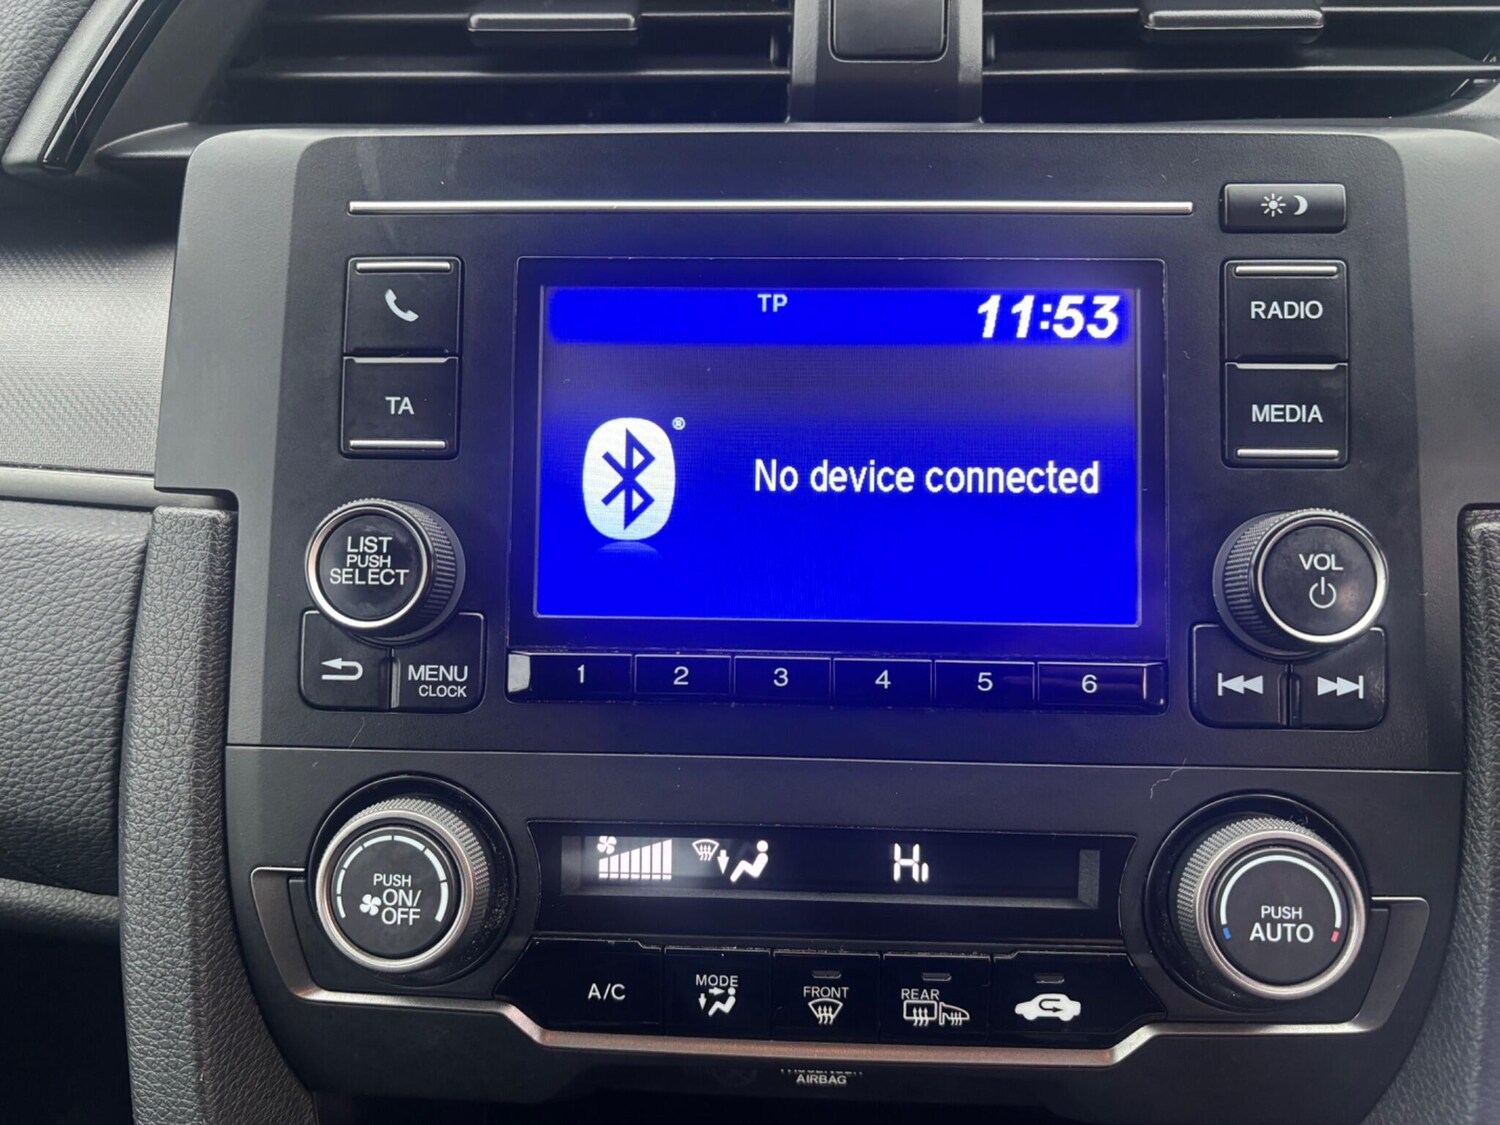 TP
11:53
®
No device connected
TA
LIST
PUSH
SELECT
MENU
CLOCK
RADIO
MEDIA
VOL
1 2 3 4 5 6
PUSH
ON/
OFF
Hi
PUSH
AUTO
A/C
MODE
FRONT
REAR
AIRBAG